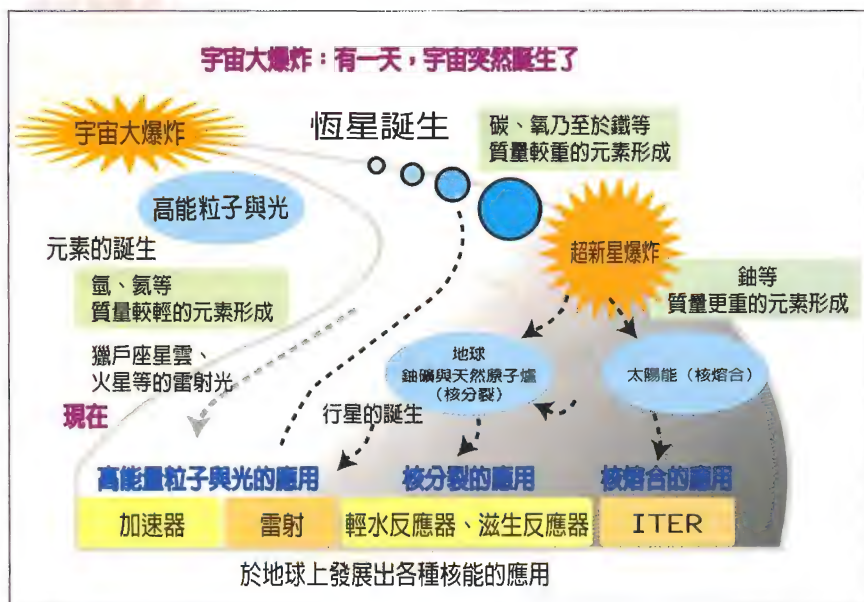 宇宙大爆炸：有一天，宇宙突然誕生了
宇宙大爆炸
恆星誕生
碳、氧乃至於鐵等
質量較重的元素形成
高能粒子與光
超新星爆炸
元素的誕生
氫、氦等
質量較輕的元素形成
鈾等
質量更重的元素形成
獵戶座星雲、
火星等的雷射光
地球
鈾礦與天然原子爐
（核分裂）
太陽能（核熔合）
現在
行星的誕生
高能量粒子與光的應用
核分裂的應用
核熔合的應用
加速器
雷射
輕水反應器、滋生反應器
ITER
於地球上發展出各種核能的應用